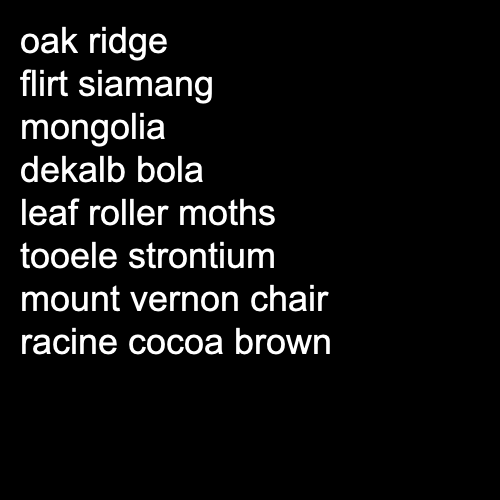 oak ridge
flirt siamang
mongolia
dekalb bola
leaf roller moths
tooele strontium
mount vernon chair
racine cocoa brown